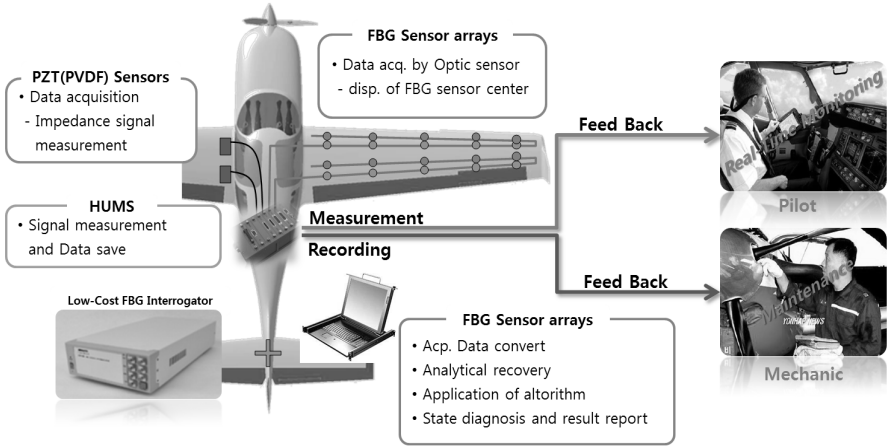 FBG Sensor arrays
• Data acq. by Optic sensor
- disp. of FBG sensor center
PZT(PVDF) Sensors
• Data acquisition
- Impedance signal
measurement
Feed Back
Real-Time Monitoring
Pilot
HUMS
• Signal measurement
and Data save
Measurement
Recording
Feed Back
Maintenance
YONHAP NEWS
Mechanic
Low-Cost FBG Interrogator
FBG Sensor arrays
• Acp. Data convert
• Analytical recovery
• Application of altorithm
• State diagnosis and result report